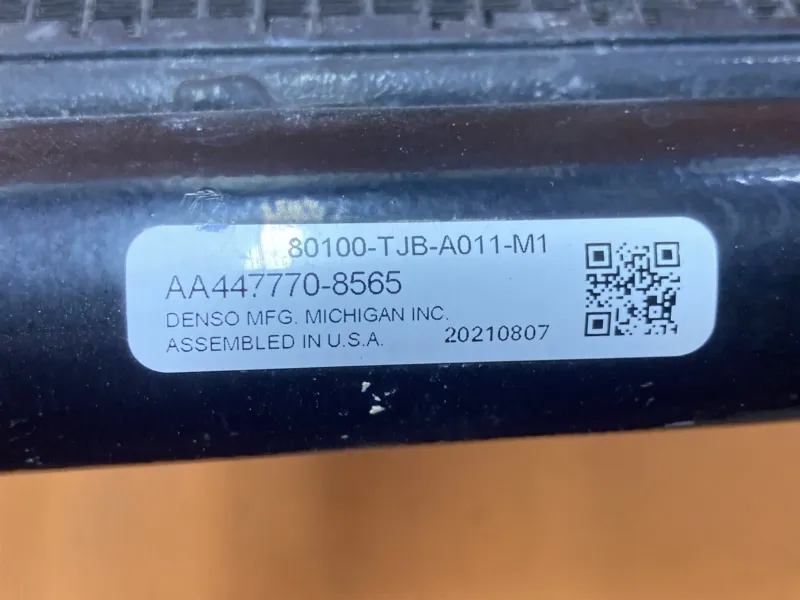 80100-TJB-A011-M1
AA447770-8565
DENSO MFG. MICHIGAN INC.
ASSEMBLED IN U.S.A. 20210807